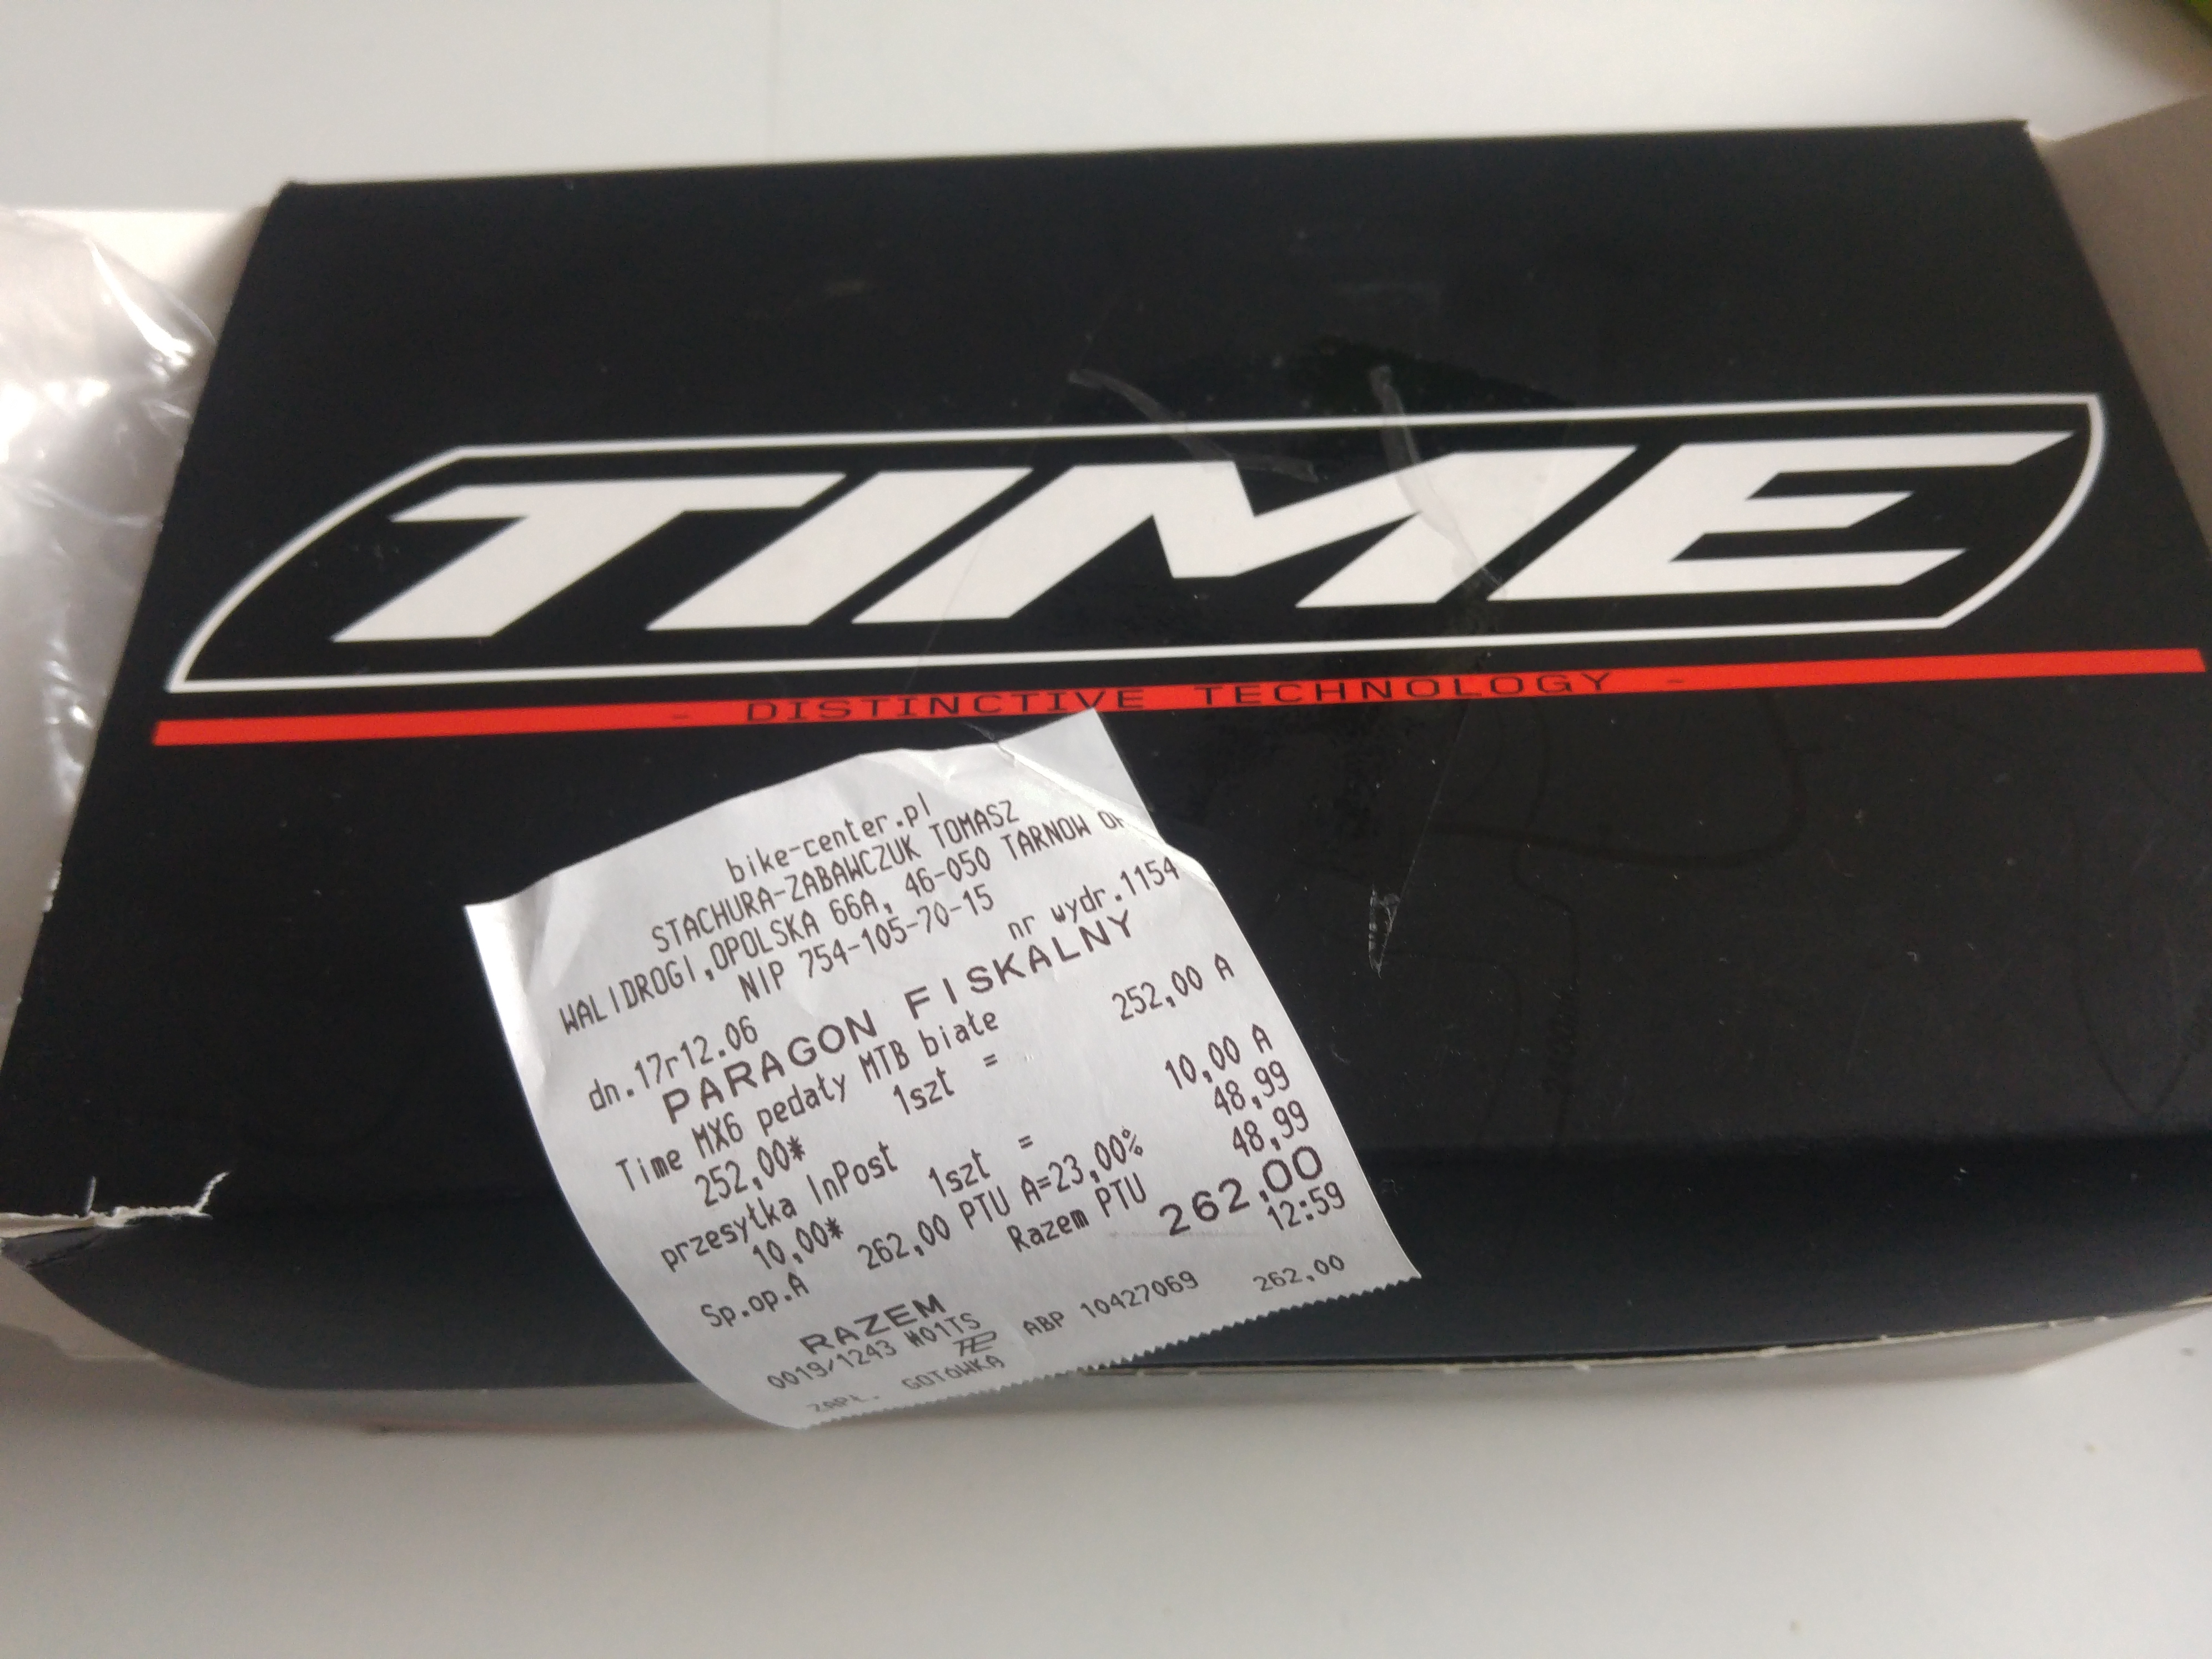 TIME
- DISTINCTIVE TECHNOLOGY -
bike-center.pl
STACHURA-ZABAWCZUK TOMASZ
WALIDROGI,OPOLSKA 66A, 46-050 TARNOW
NIP 754-105-70-15
dn.17r12.06 nr wydr.1154
PARAGON FISKALNY
Time MX6 pedały MTB białe
252,00* 1szt = 252,00 A
przesyłka InPost
10,00* 1szt = 10,00 A
Sp.op.A 262,00 PTU A=23,00% 48,99
Razem PTU 48,99
RAZEM 262,00
0019/1243 #01TS 12:59
ABP 10427069
ZAPŁ. GOTÓWKA 262,00